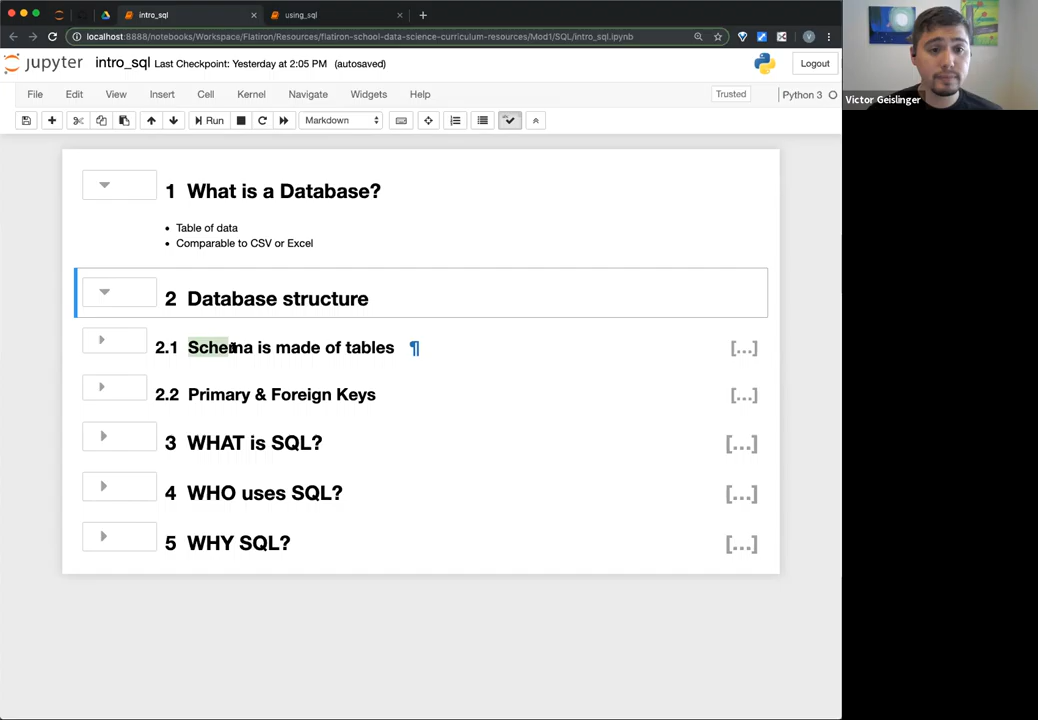 intro_sql
using_sql
localhost:8888/notebooks/Workspace/Flatiron/Resources/flatiron-school-data-science-curriculum-resources/Mod1/SQL/intro_sql.ipynb
V
jupyter intro_sql Last Checkpoint: Yesterday at 2:05 PM (autosaved)
Logout
File Edit View Insert Cell Kernel Navigate Widgets Help
Trusted
Python 3
Run
Markdown
Victor Geislinger
1 What is a Database?
• Table of data
• Comparable to CSV or Excel
2 Database structure
2.1 Schema is made of tables ¶ [...]
2.2 Primary & Foreign Keys [...]
3 WHAT is SQL? [...]
4 WHO uses SQL? [...]
5 WHY SQL? [...]